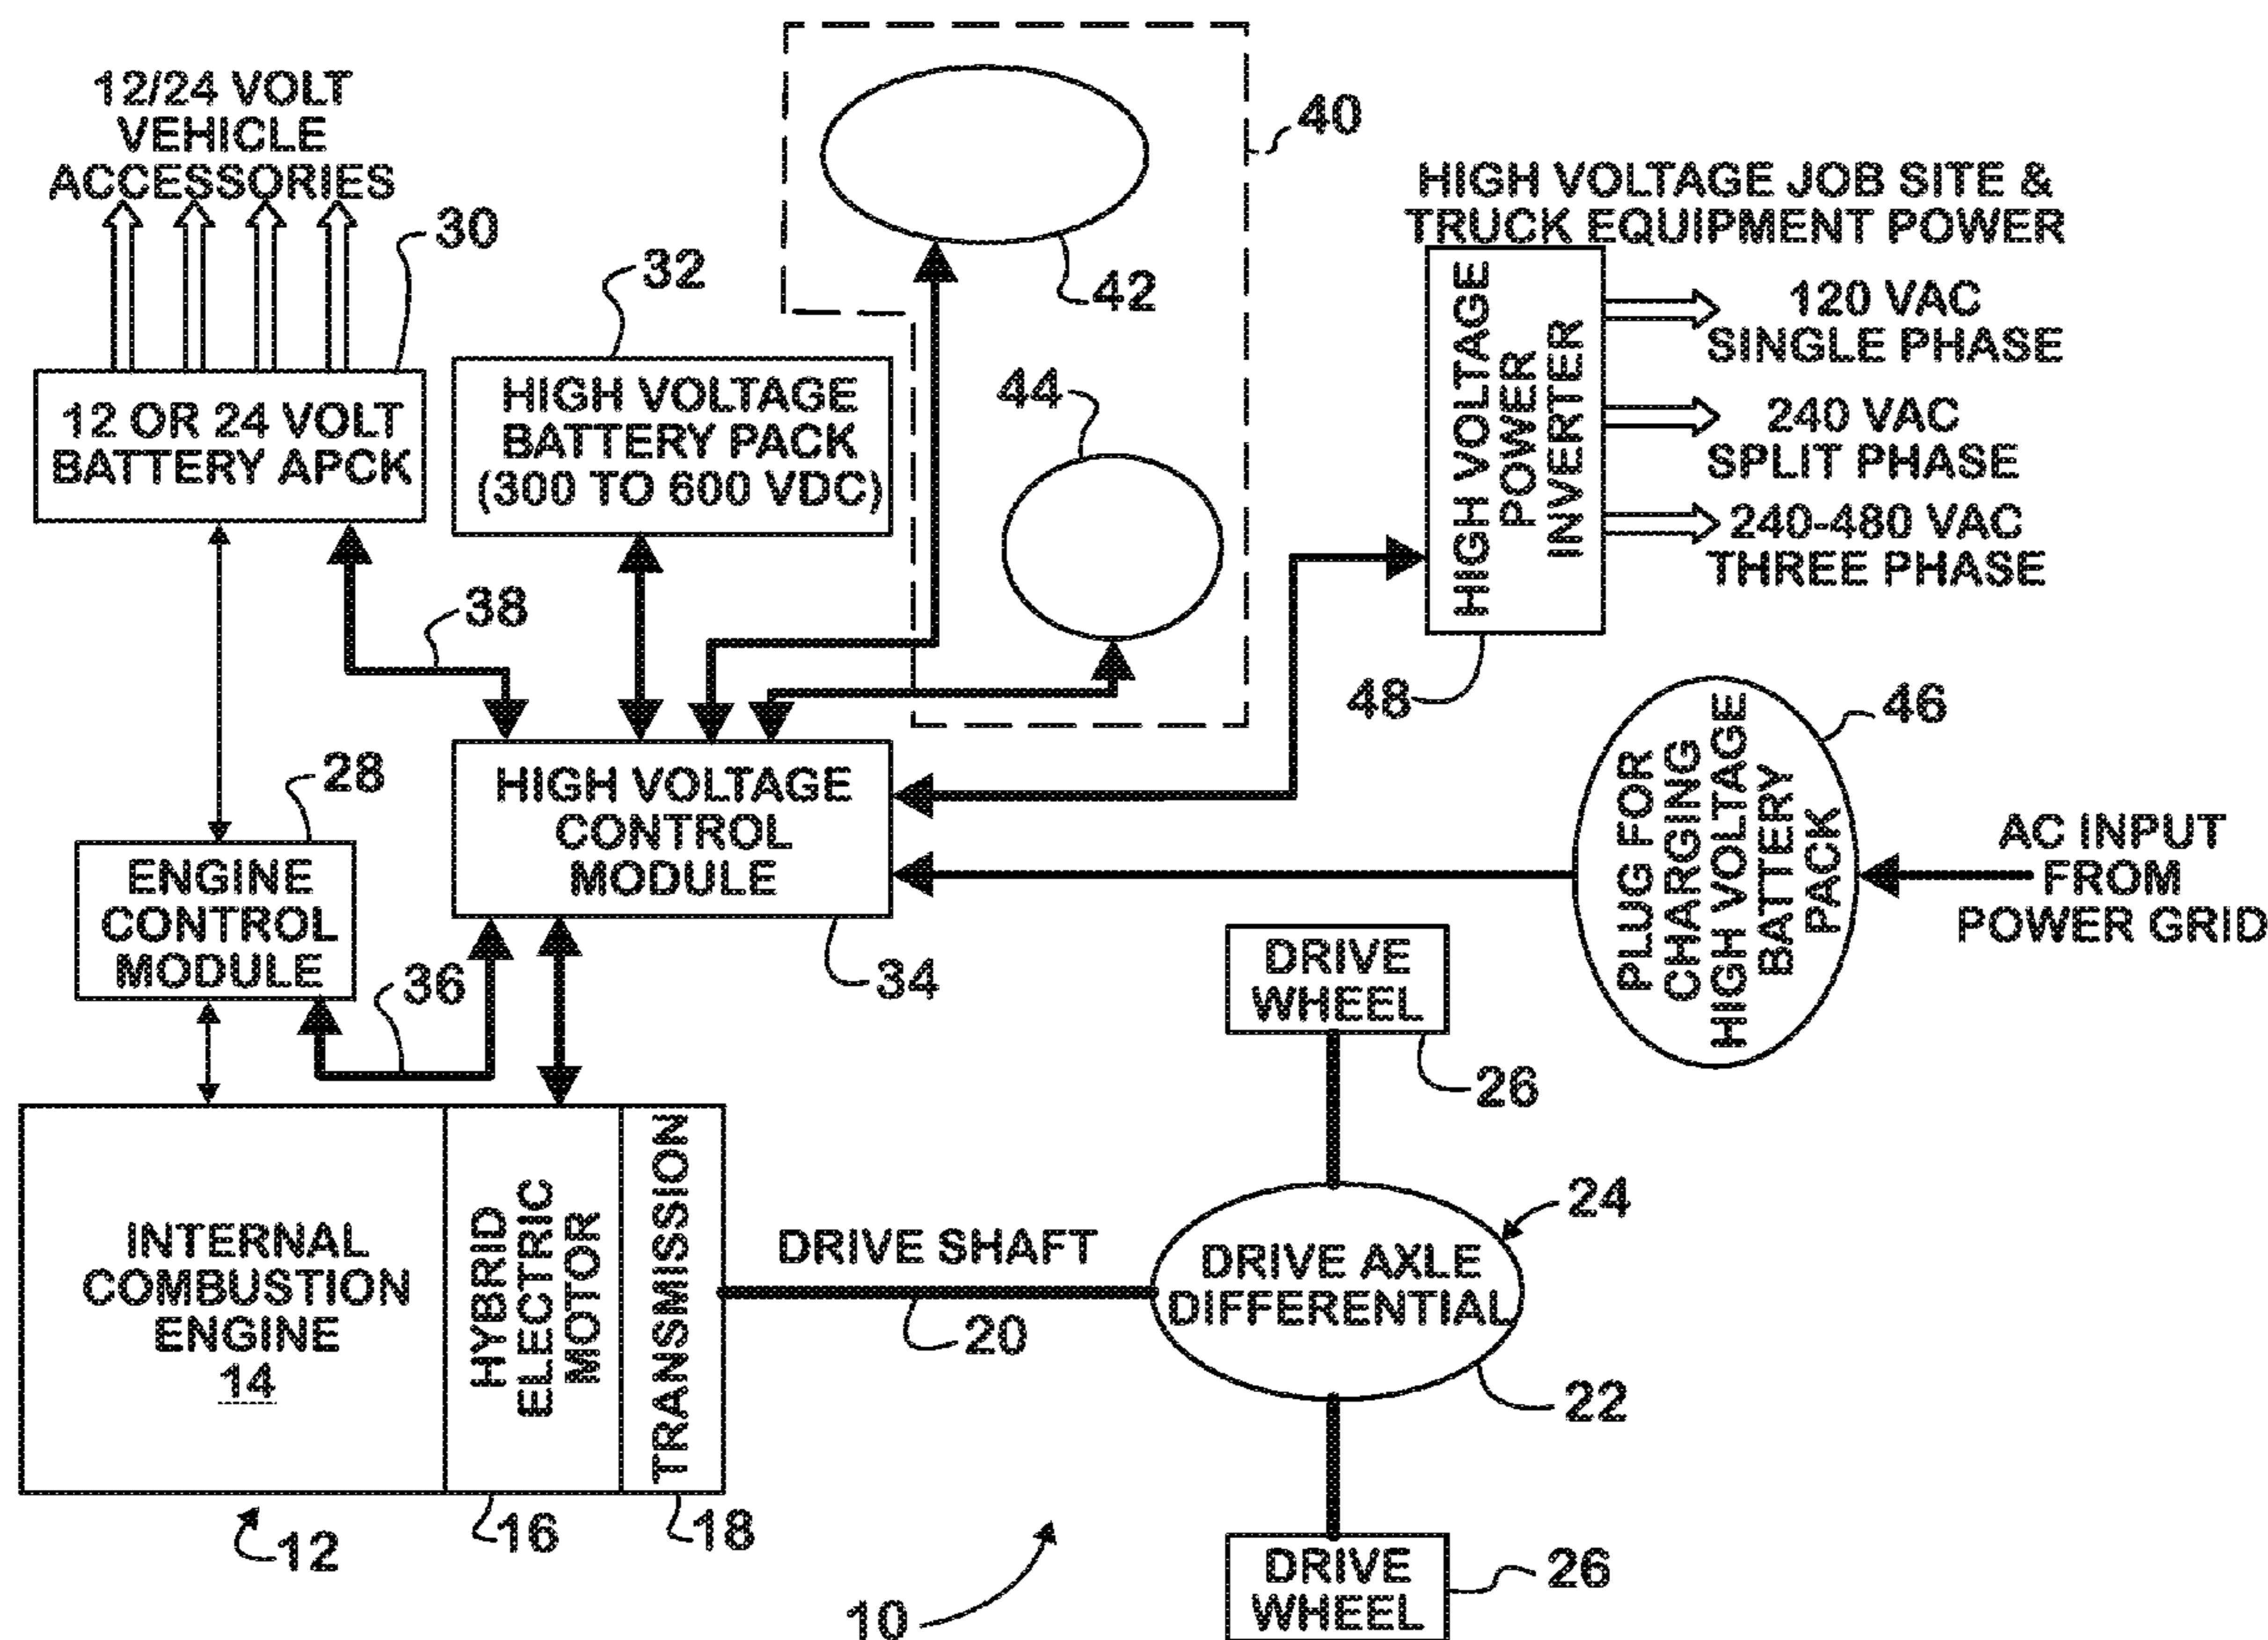 12/24 VOLT
VEHICLE
ACCESSORIES
30
12 OR 24 VOLT
BATTERY APCK
32
HIGH VOLTAGE
BATTERY PACK
(300 TO 600 VDC)
40
42
44
HIGH VOLTAGE JOB SITE &
TRUCK EQUIPMENT POWER
HIGH VOLTAGE
POWER
INVERTER
120 VAC
SINGLE PHASE
240 VAC
SPLIT PHASE
240-480 VAC
THREE PHASE
48
38
46
PLUG FOR
CHARGING
HIGH VOLTAGE
BATTERY
PACK
AC INPUT
FROM
POWER GRID
28
ENGINE
CONTROL
MODULE
HIGH VOLTAGE
CONTROL
MODULE
34
36
DRIVE
WHEEL
26
INTERNAL
COMBUSTION
ENGINE
14
HYBRID
ELECTRIC
MOTOR
TRANSMISSION
DRIVE SHAFT
20
DRIVE AXLE
DIFFERENTIAL
24
22
12
16
18
10
DRIVE
WHEEL
26